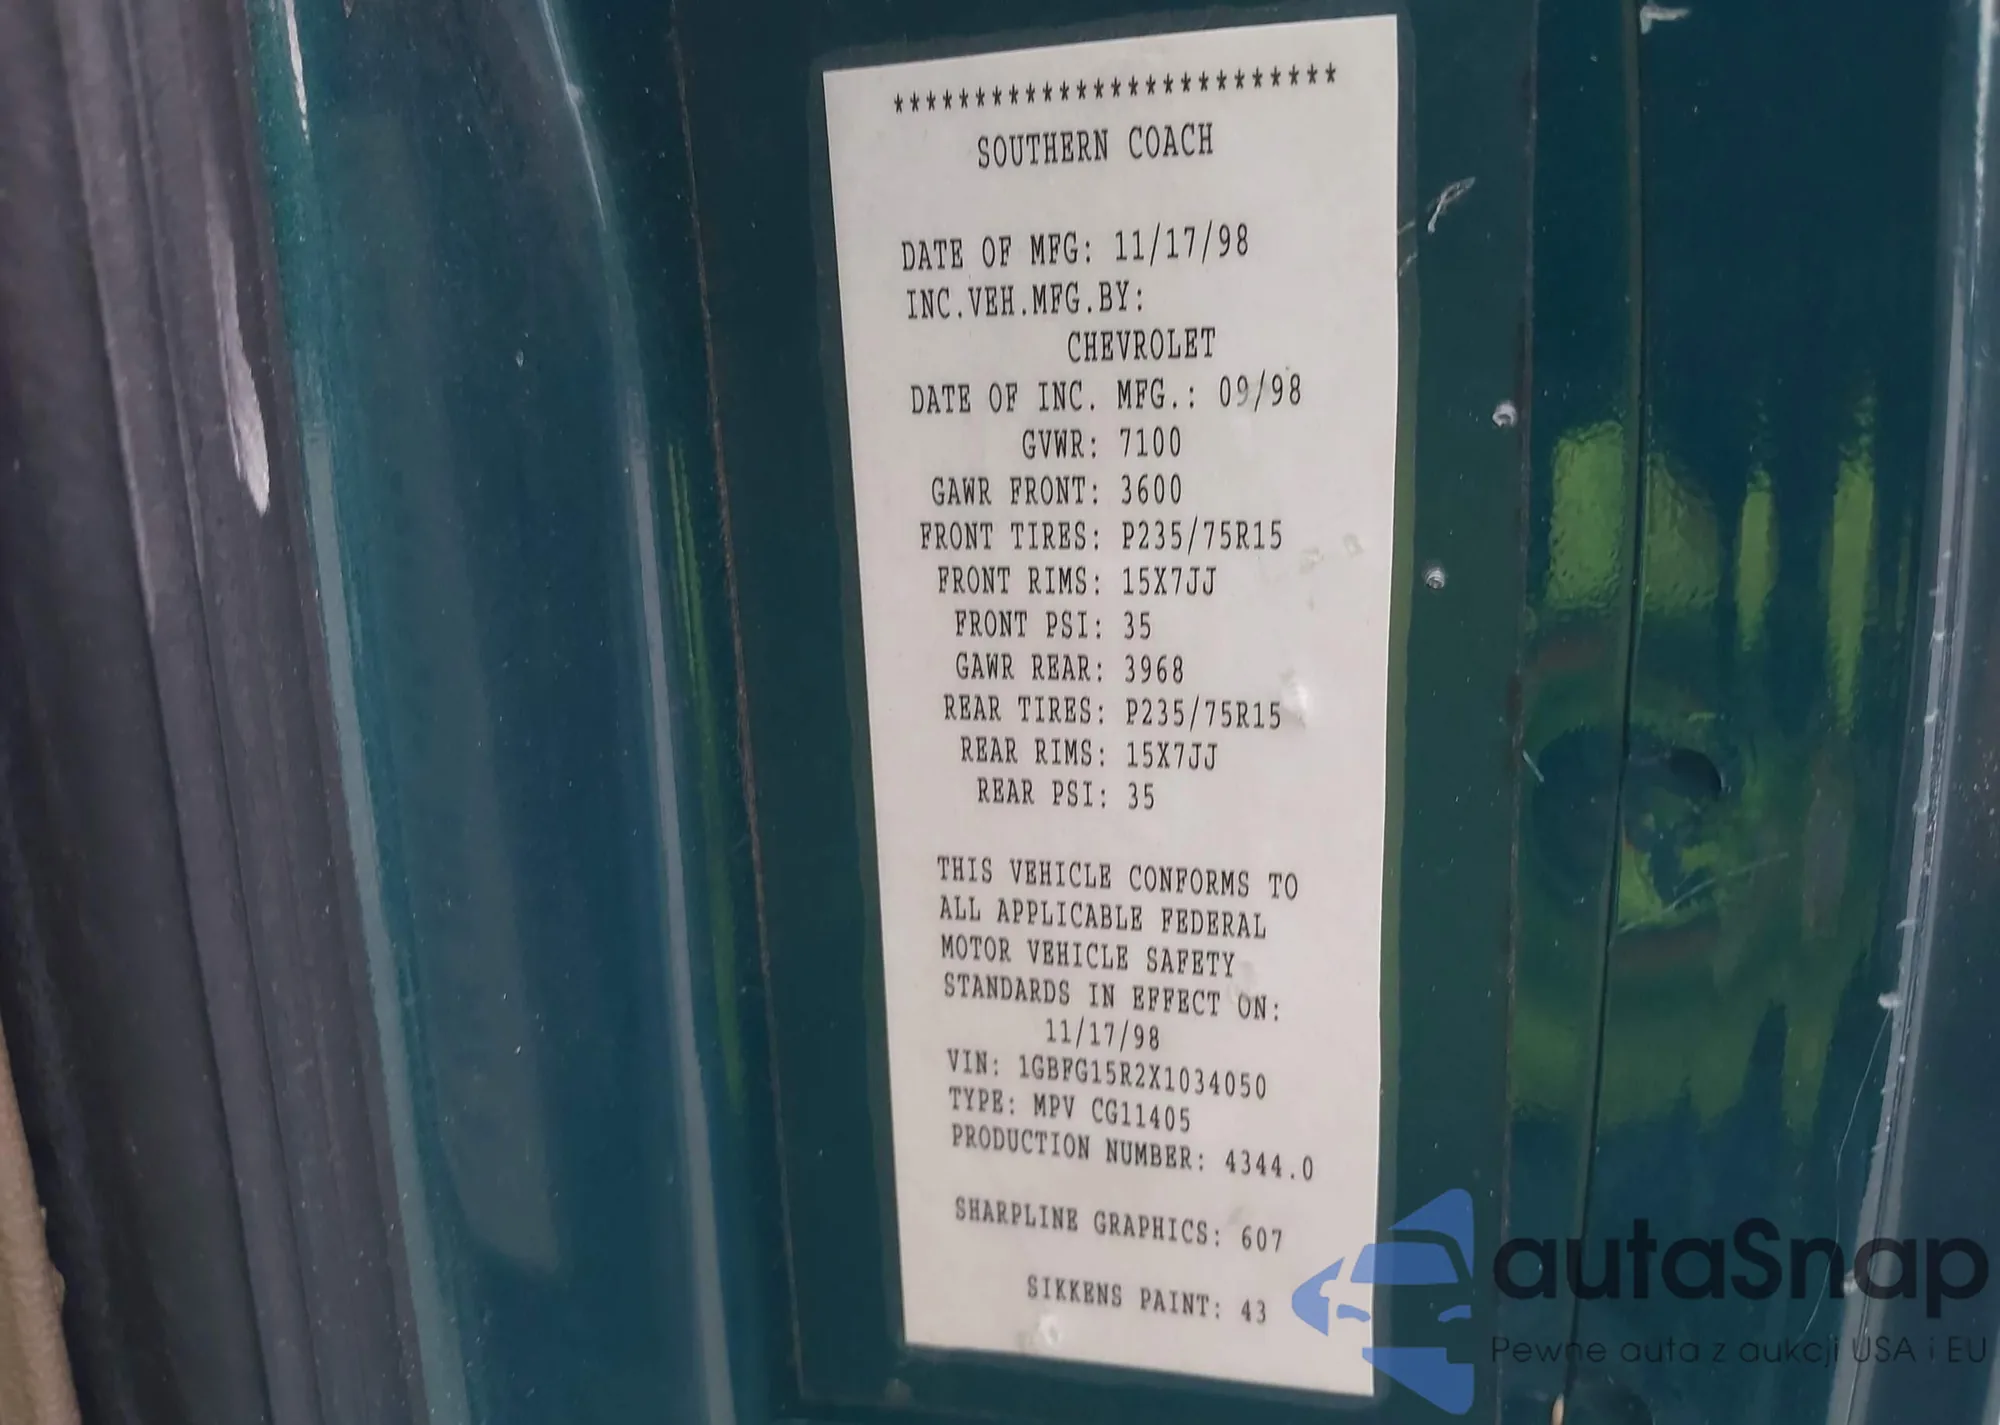 **************************
SOUTHERN COACH
DATE OF MFG: 11/17/98
INC.VEH.MFG.BY:
CHEVROLET
DATE OF INC. MFG.: 09/98
GVWR: 7100
GAWR FRONT: 3600
FRONT TIRES: P235/75R15
FRONT RIMS: 15X7JJ
FRONT PSI: 35
GAWR REAR: 3968
REAR TIRES: P235/75R15
REAR RIMS: 15X7JJ
REAR PSI: 35
THIS VEHICLE CONFORMS TO
ALL APPLICABLE FEDERAL
MOTOR VEHICLE SAFETY
STANDARDS IN EFFECT ON:
11/17/98
VIN: 1GBFG15R2X1034050
TYPE: MPV CG11405
PRODUCTION NUMBER: 4344.0
SHARPLINE GRAPHICS: 607
SIKKENS PAINT: 43
autaSnap
Pewne auta z aukcji USA i EU